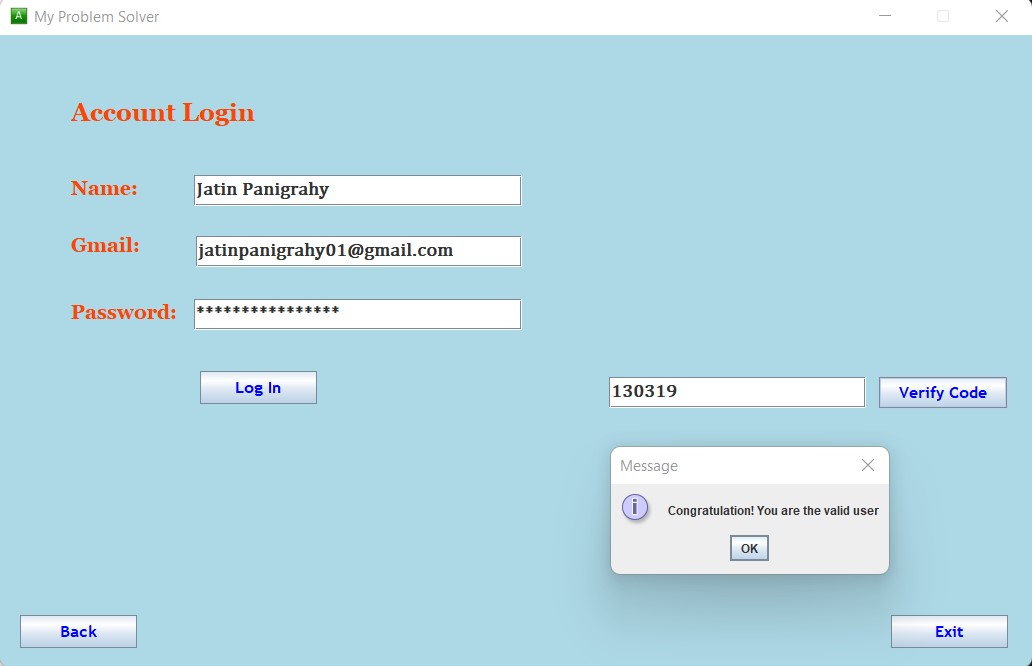 A My Problem Solver
Account Login
Name: Jatin Panigrahy
Gmail: jatinpanigrahy01@gmail.com
Password: ****************
Log In
130319 Verify Code
Message
i Congratulation! You are the valid user
OK
Back Exit